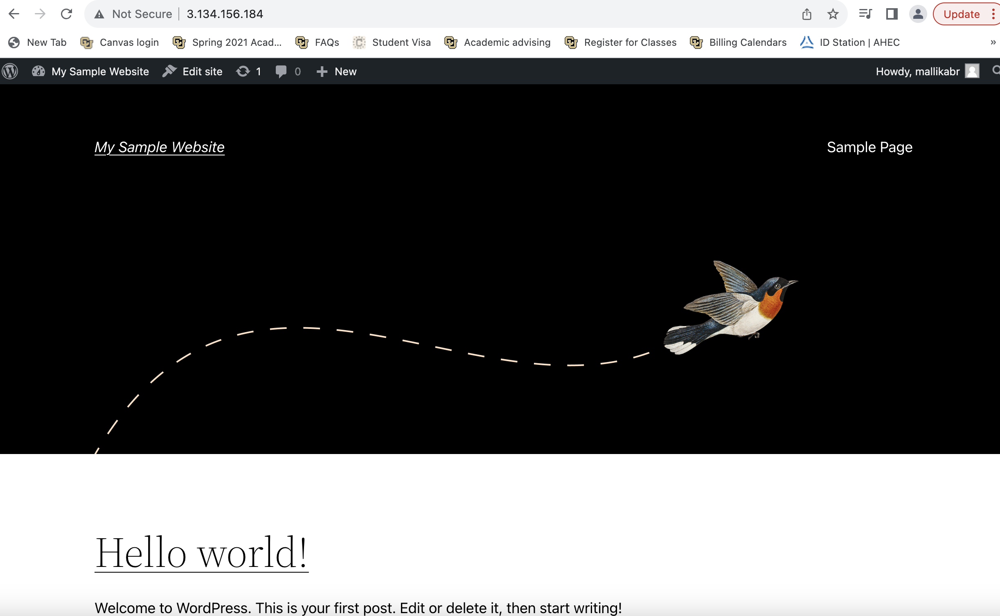 Not Secure | 3.134.156.184 Update
New Tab Canvas login Spring 2021 Acad... FAQs Student Visa Academic advising Register for Classes Billing Calendars ID Station | AHEC »
My Sample Website Edit site 1 0 New Howdy, mallikabr
My Sample Website Sample Page
Hello world!
Welcome to WordPress. This is your first post. Edit or delete it, then start writing!